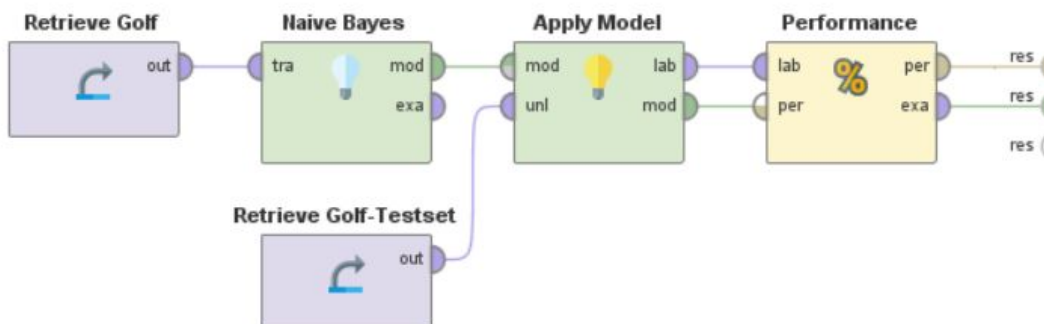 Retrieve Golf
Naive Bayes
Apply Model
Performance
out
tra
mod
exa
mod
unl
lab
mod
lab
per
per
exa
res
res
res
Retrieve Golf-Testset
out
%